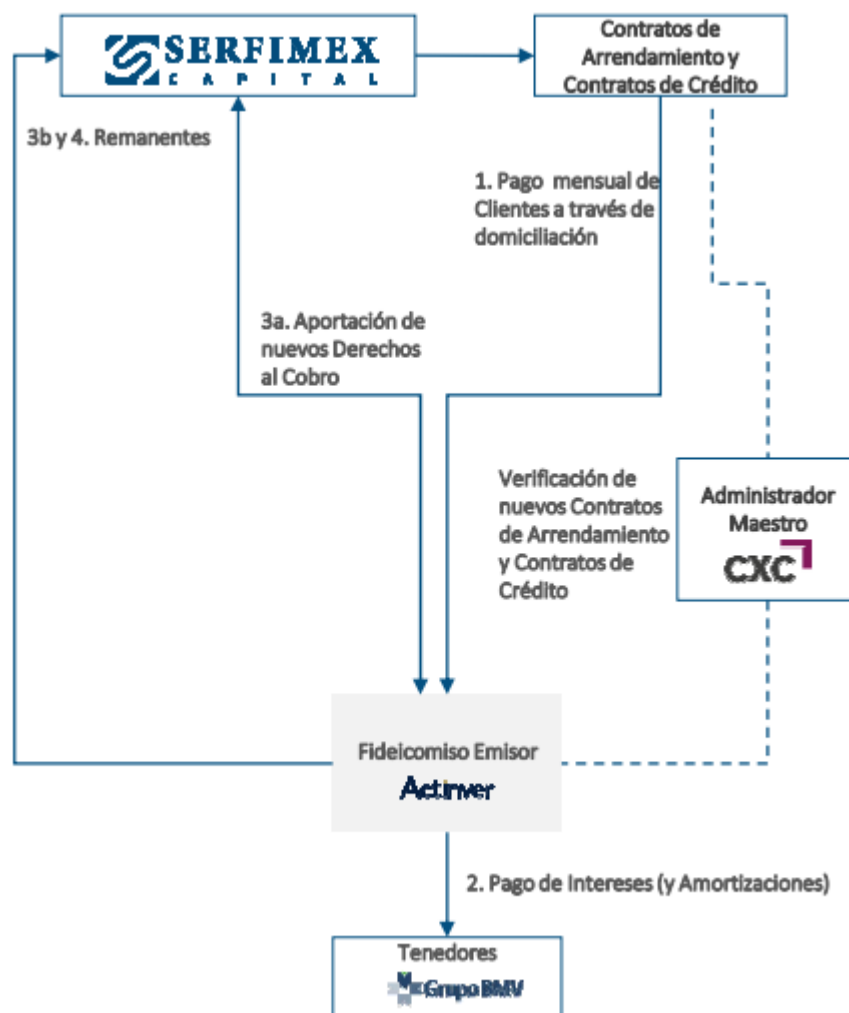 SERFIMEX
CAPITAL
Contratos de
Arrendamiento y
Contratos de Crédito
3b y 4. Remanentes
1. Pago mensual de
Clientes a través de
domiciliación
3a. Aportación de
nuevos Derechos
al Cobro
Verificación de
nuevos Contratos
de Arrendamiento
y Contratos de
Crédito
Administrador
Maestro
CXC
Fideicomiso Emisor
Actinver
2. Pago de Intereses (y Amortizaciones)
Tenedores
Grupo BMV